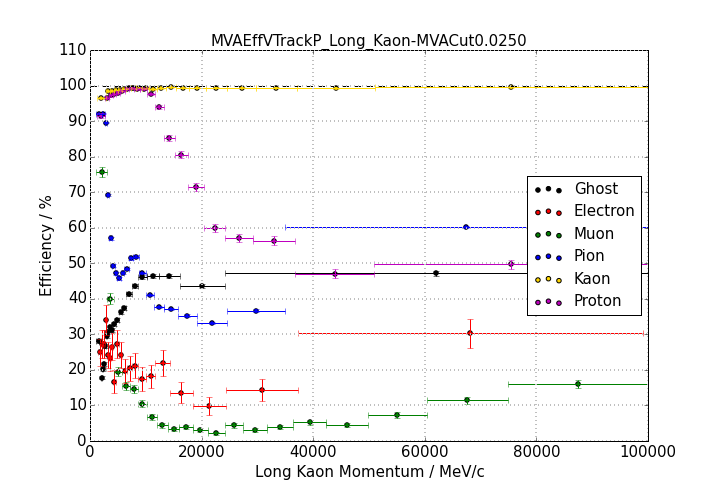 MVAEffVTrackP_Long_Kaon-MVACut0.0250
110
100
90
80
70
60
50
40
30
20
10
0
Efficiency / %
Ghost
Electron
Muon
Pion
Kaon
Proton
0 20000 40000 60000 80000 100000
Long Kaon Momentum / MeV/c